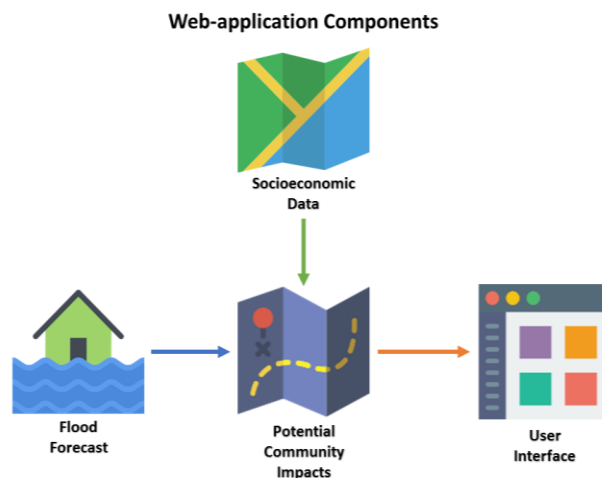 Web-application Components
Socioeconomic
Data
Flood
Forecast
Potential
Community
Impacts
User
Interface